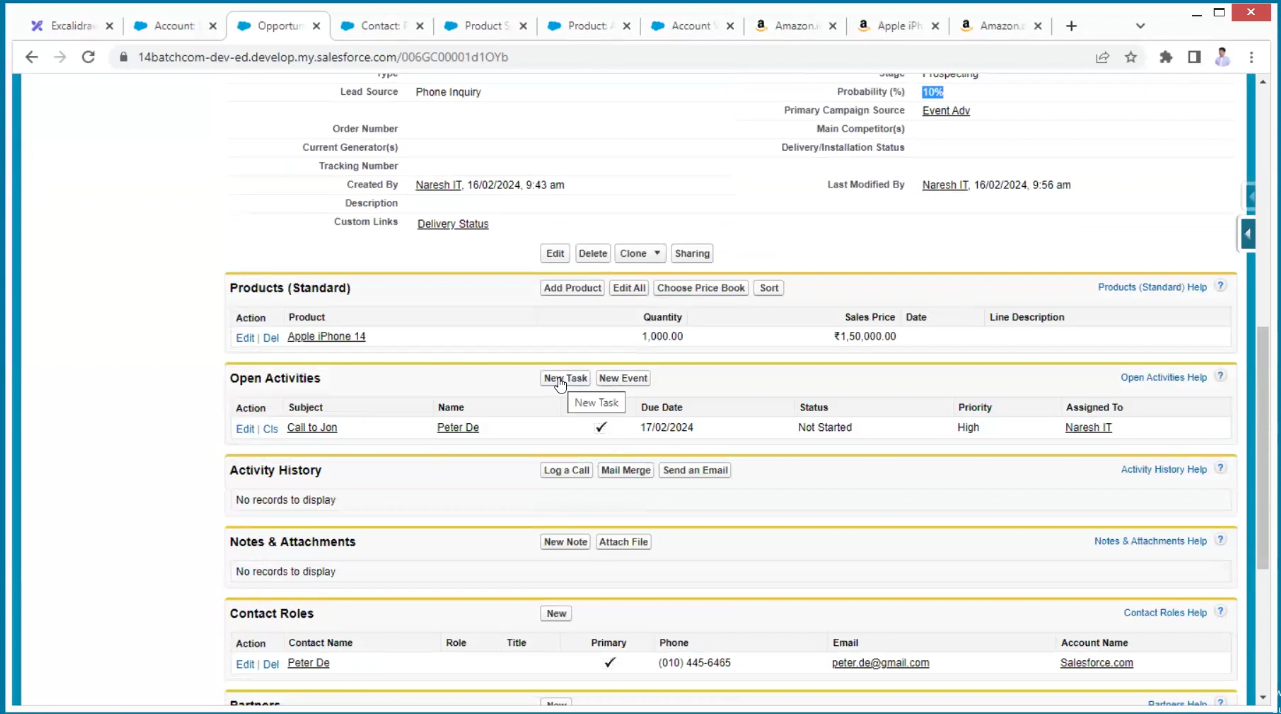 Excalidra
Account:
Opportun
Contact:
Product S
Product:
Account
Amazon.
Apple iPh
Amazon.
14batchcom-dev-ed.develop.my.salesforce.com/006GC00001d1OYb
Type
Stage Prospecting
Lead Source Phone Inquiry
Probability (%) 10%
Primary Campaign Source Event Adv
Order Number
Main Competitor(s)
Current Generator(s)
Delivery/Installation Status
Tracking Number
Created By Naresh IT, 16/02/2024, 9:43 am
Last Modified By Naresh IT, 16/02/2024, 9:56 am
Description
Custom Links Delivery Status
Edit Delete Clone Sharing
Products (Standard) Add Product Edit All Choose Price Book Sort Products (Standard) Help ?
Action Product Quantity Sales Price Date Line Description
Edit | Del Apple iPhone 14 1,000.00 ₹1,50,000.00
Open Activities New Task New Event Open Activities Help ?
New Task
Action Subject Name Due Date Status Priority Assigned To
Edit | Cls Call to Jon Peter De ✓ 17/02/2024 Not Started High Naresh IT
Activity History Log a Call Mail Merge Send an Email Activity History Help ?
No records to display
Notes & Attachments New Note Attach File Notes & Attachments Help ?
No records to display
Contact Roles New Contact Roles Help ?
Action Contact Name Role Title Primary Phone Email Account Name
Edit | Del Peter De ✓ (010) 445-6465 peter.de@gmail.com Salesforce.com
Partners New Partners Help ?